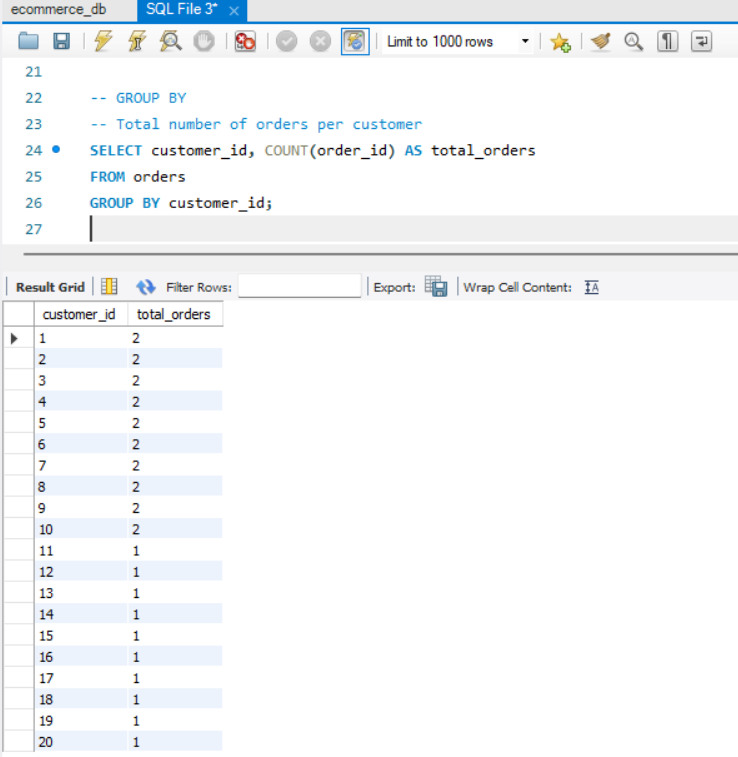 ecommerce_db SQL File 3* ×
Limit to 1000 rows
21
22 -- GROUP BY
23 -- Total number of orders per customer
24 SELECT customer_id, COUNT(order_id) AS total_orders
25 FROM orders
26 GROUP BY customer_id;
27
Result Grid Filter Rows: Export: Wrap Cell Content: IA
customer_id total_orders
1 2
2 2
3 2
4 2
5 2
6 2
7 2
8 2
9 2
10 2
11 1
12 1
13 1
14 1
15 1
16 1
17 1
18 1
19 1
20 1